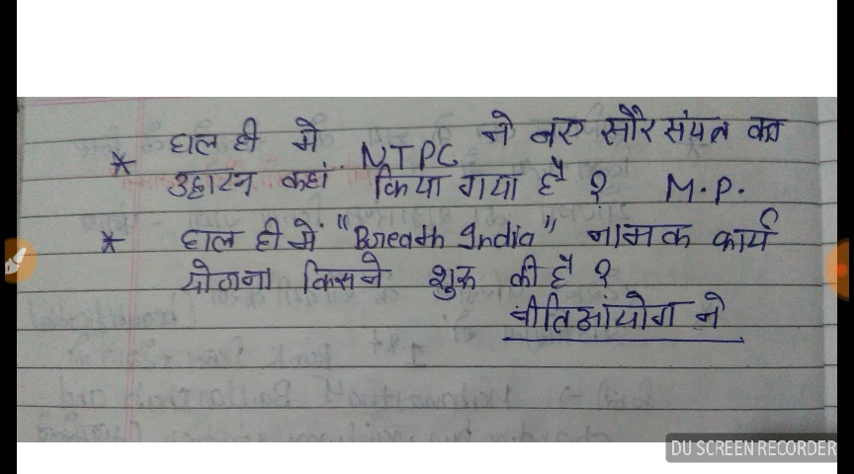 * हाल ही में NTPC ने नए सौर संयत्र का
उद्घाटन कहां किया गया है ? M.P.
* हाल ही में "Breath India" नामक कार्य
योजना किसने शुरू की है ?
नीति आयोग ने
DU SCREEN RECORDER